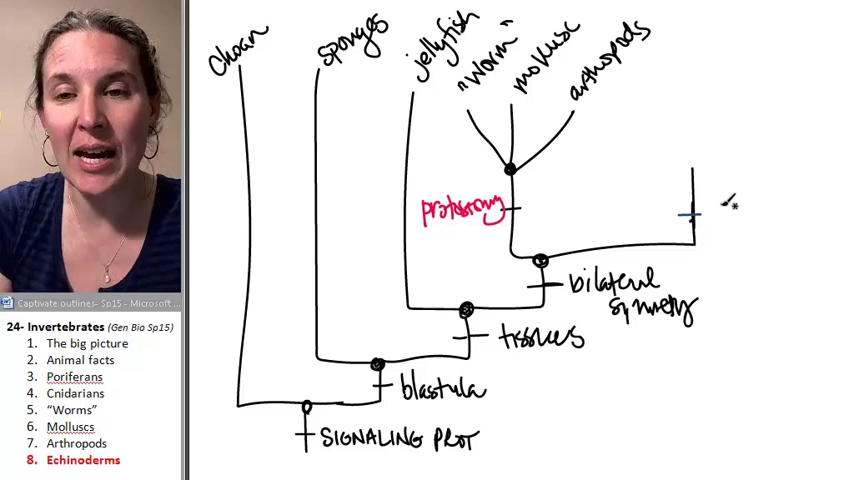 choan
sponges
jellyfish
"worm"
mollusc
arthropods
protostomy
bilateral
symmetry
tissues
blastula
SIGNALING PROT
Captivate outlines- Sp15 - Microsoft ...
24- Invertebrates (Gen Bio Sp15)
1. The big picture
2. Animal facts
3. Poriferans
4. Cnidarians
5. "Worms"
6. Molluscs
7. Arthropods
8. Echinoderms